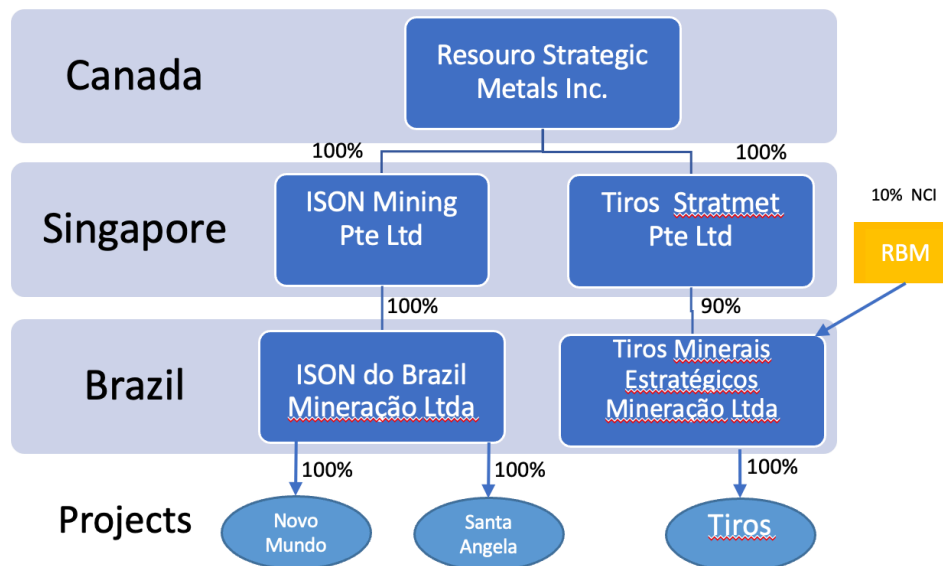 Canada
Resouro Strategic
Metals Inc.
100%
100%
Singapore
ISON Mining
Pte Ltd
Tiros Stratmet
Pte Ltd
10% NCI
RBM
100%
90%
Brazil
ISON do Brazil
Mineração Ltda
Tiros Minerais
Estratégicos
Mineração Ltda
100%
100%
100%
Projects
Novo
Mundo
Santa
Angela
Tiros